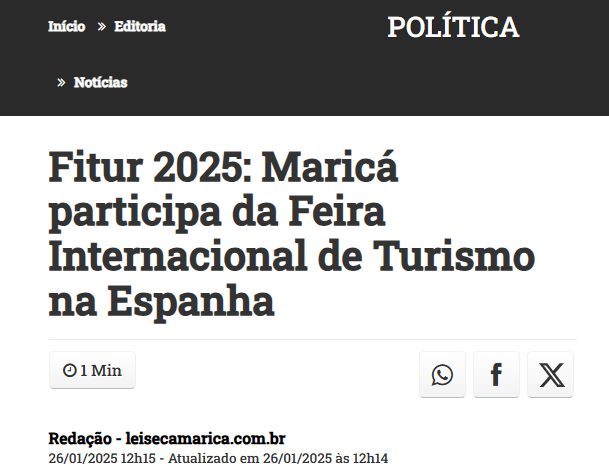 Início » Editoria
POLÍTICA
» Notícias
Fitur 2025: Maricá
participa da Feira
Internacional de Turismo
na Espanha
1 Min
Redação - leisecamarica.com.br
26/01/2025 12h15 - Atualizado em 26/01/2025 às 12h14